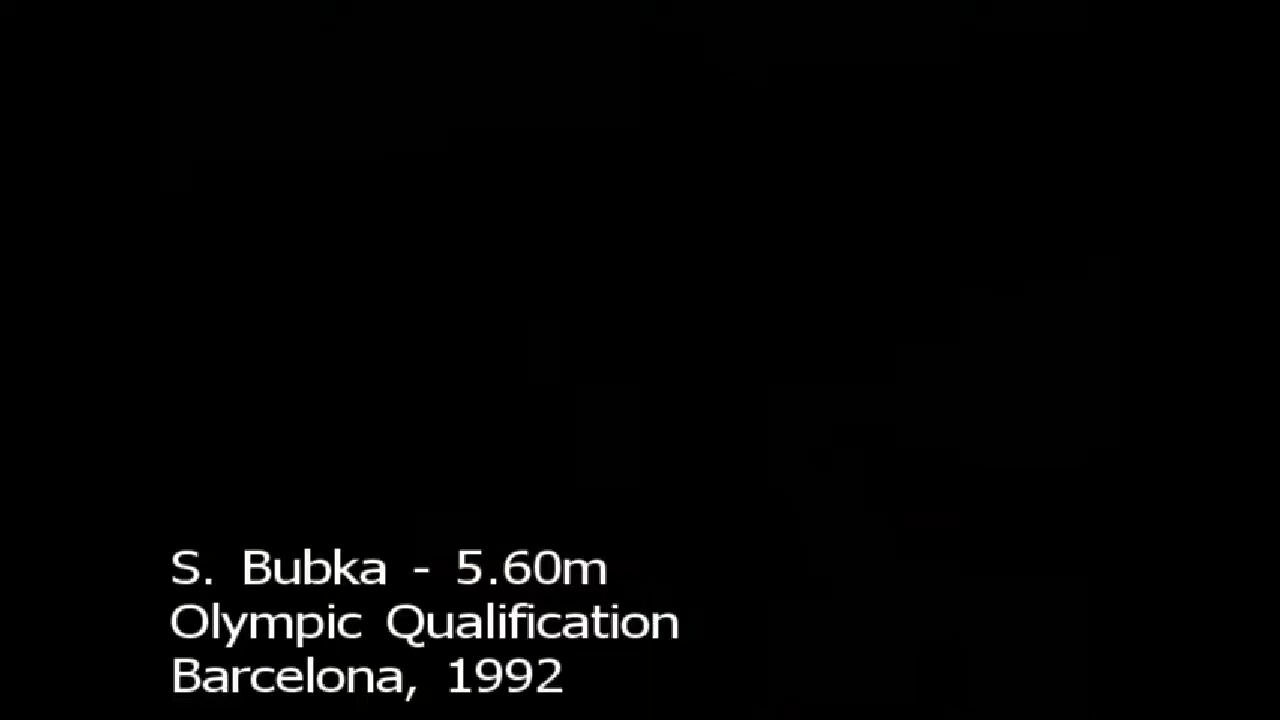 S. Bubka - 5.60m
Olympic Qualification
Barcelona, 1992